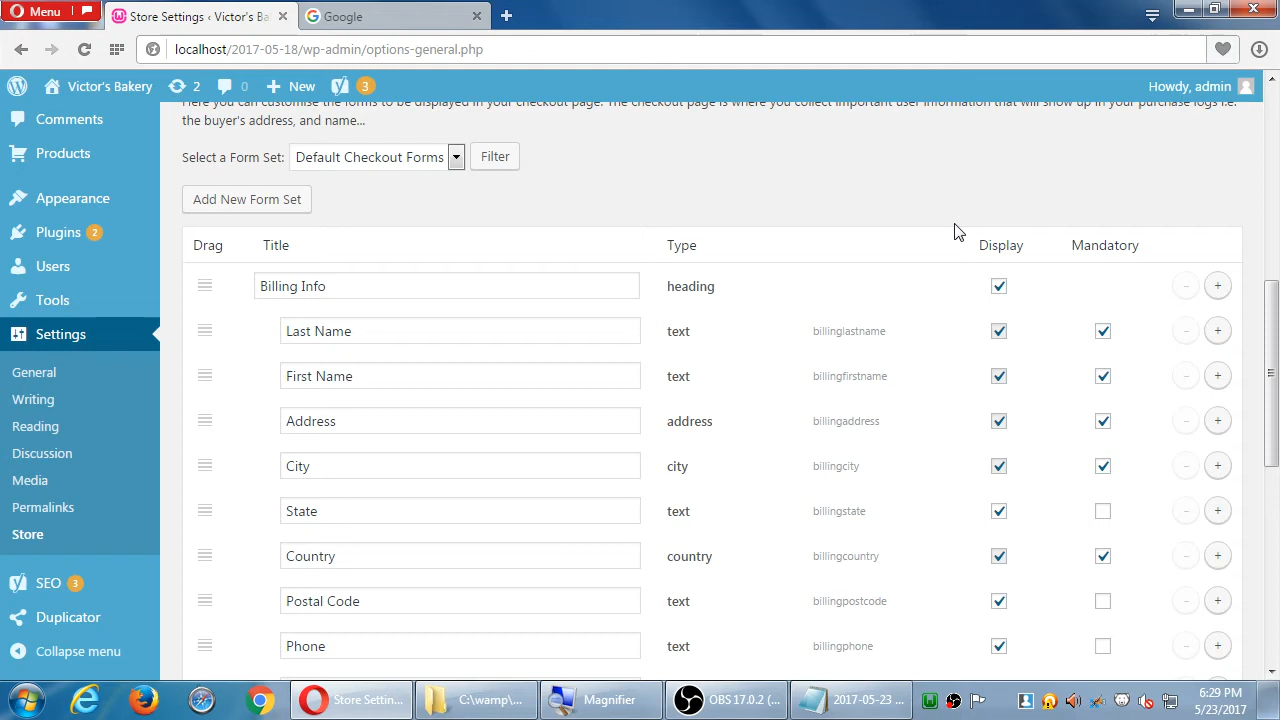 Menu
Store Settings ‹ Victor's Ba
Google
localhost/2017-05-18/wp-admin/options-general.php
Victor's Bakery
2
0
New
3
Howdy, admin
Here you can customise the forms to be displayed in your checkout page. The checkout page is where you collect important user information that will show up in your purchase logs i.e.
the buyer's address, and name...
Select a Form Set:
Default Checkout Forms
Filter
Add New Form Set
Drag
Title
Type
Display
Mandatory
Billing Info
heading
Last Name
text
billinglastname
First Name
text
billingfirstname
Address
address
billingaddress
City
city
billingcity
State
text
billingstate
Country
country
billingcountry
Postal Code
text
billingpostcode
Phone
text
billingphone
Comments
Products
Appearance
Plugins 2
Users
Tools
Settings
General
Writing
Reading
Discussion
Media
Permalinks
Store
SEO 3
Duplicator
Collapse menu
Store Settin...
C:\wamp\...
Magnifier
OBS 17.0.2 (...
2017-05-23 ...
6:29 PM
5/23/2017